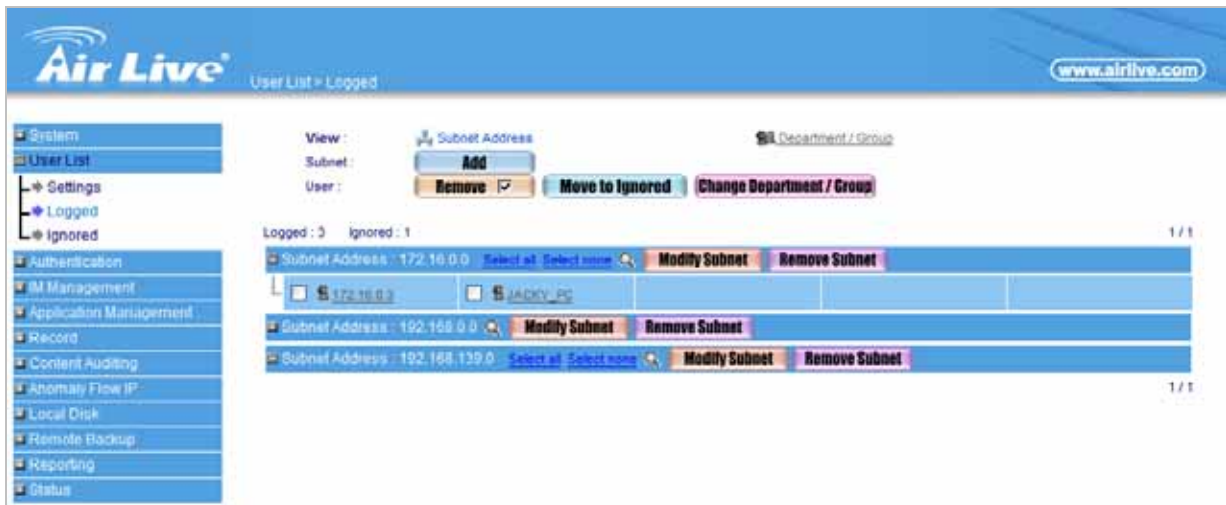 Air Live®
User List > Logged
www.airlive.com
System
User List
Settings
Logged
Ignored
Authentication
IM Management
Application Management
Record
Content Auditing
Anomaly Flow IP
Local Disk
Remote Backup
Reporting
Status
View : Subnet Address Department / Group
Subnet : Add
User : Remove Move to Ignored Change Department / Group
Logged : 3 Ignored : 1 1 / 1
Subnet Address : 172.16.0.0 Select all Select none Modify Subnet Remove Subnet
172.16.0.3 JACKY_PC
Subnet Address : 192.168.0.0 Modify Subnet Remove Subnet
Subnet Address : 192.168.139.0 Select all Select none Modify Subnet Remove Subnet
1 / 1